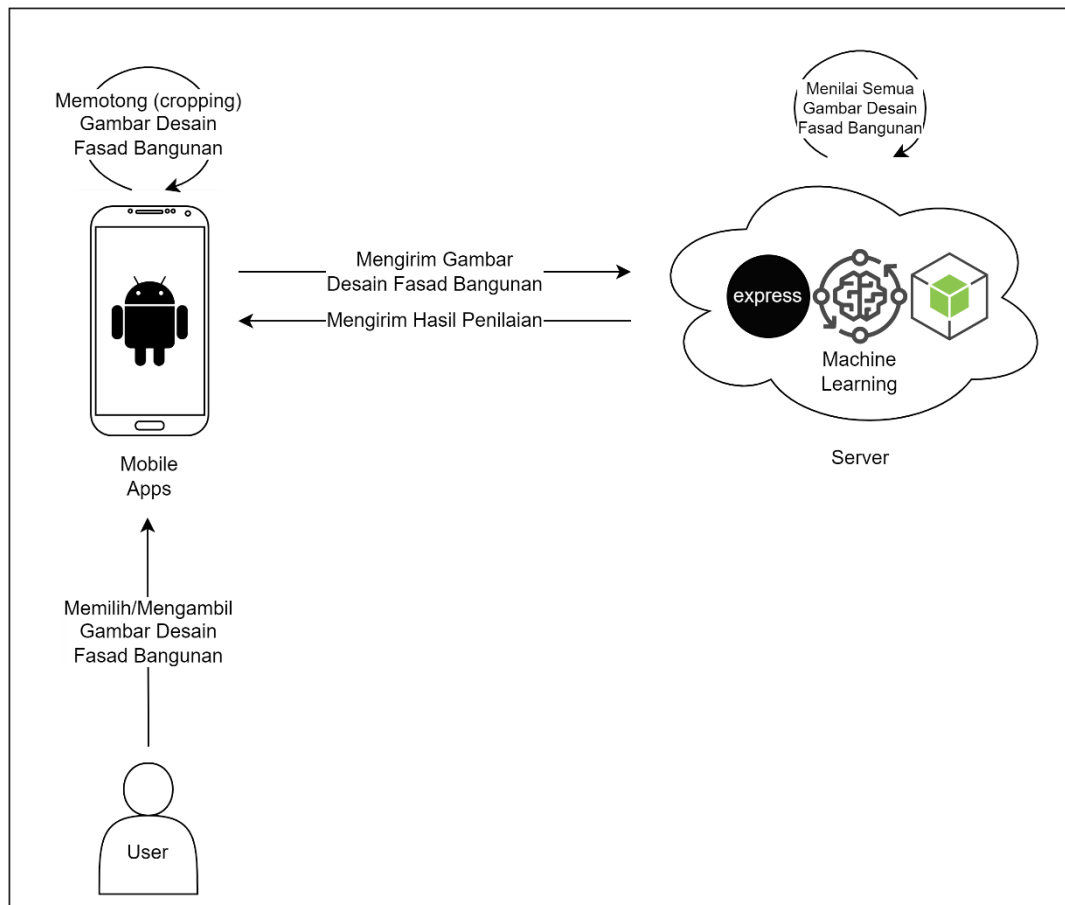 Memotong (cropping)
Gambar Desain
Fasad Bangunan
Menilai Semua
Gambar Desain
Fasad Bangunan
Mengirim Gambar
Desain Fasad Bangunan
Mengirim Hasil Penilaian
express
Machine
Learning
Mobile
Apps
Server
Memilih/Mengambil
Gambar Desain
Fasad Bangunan
User